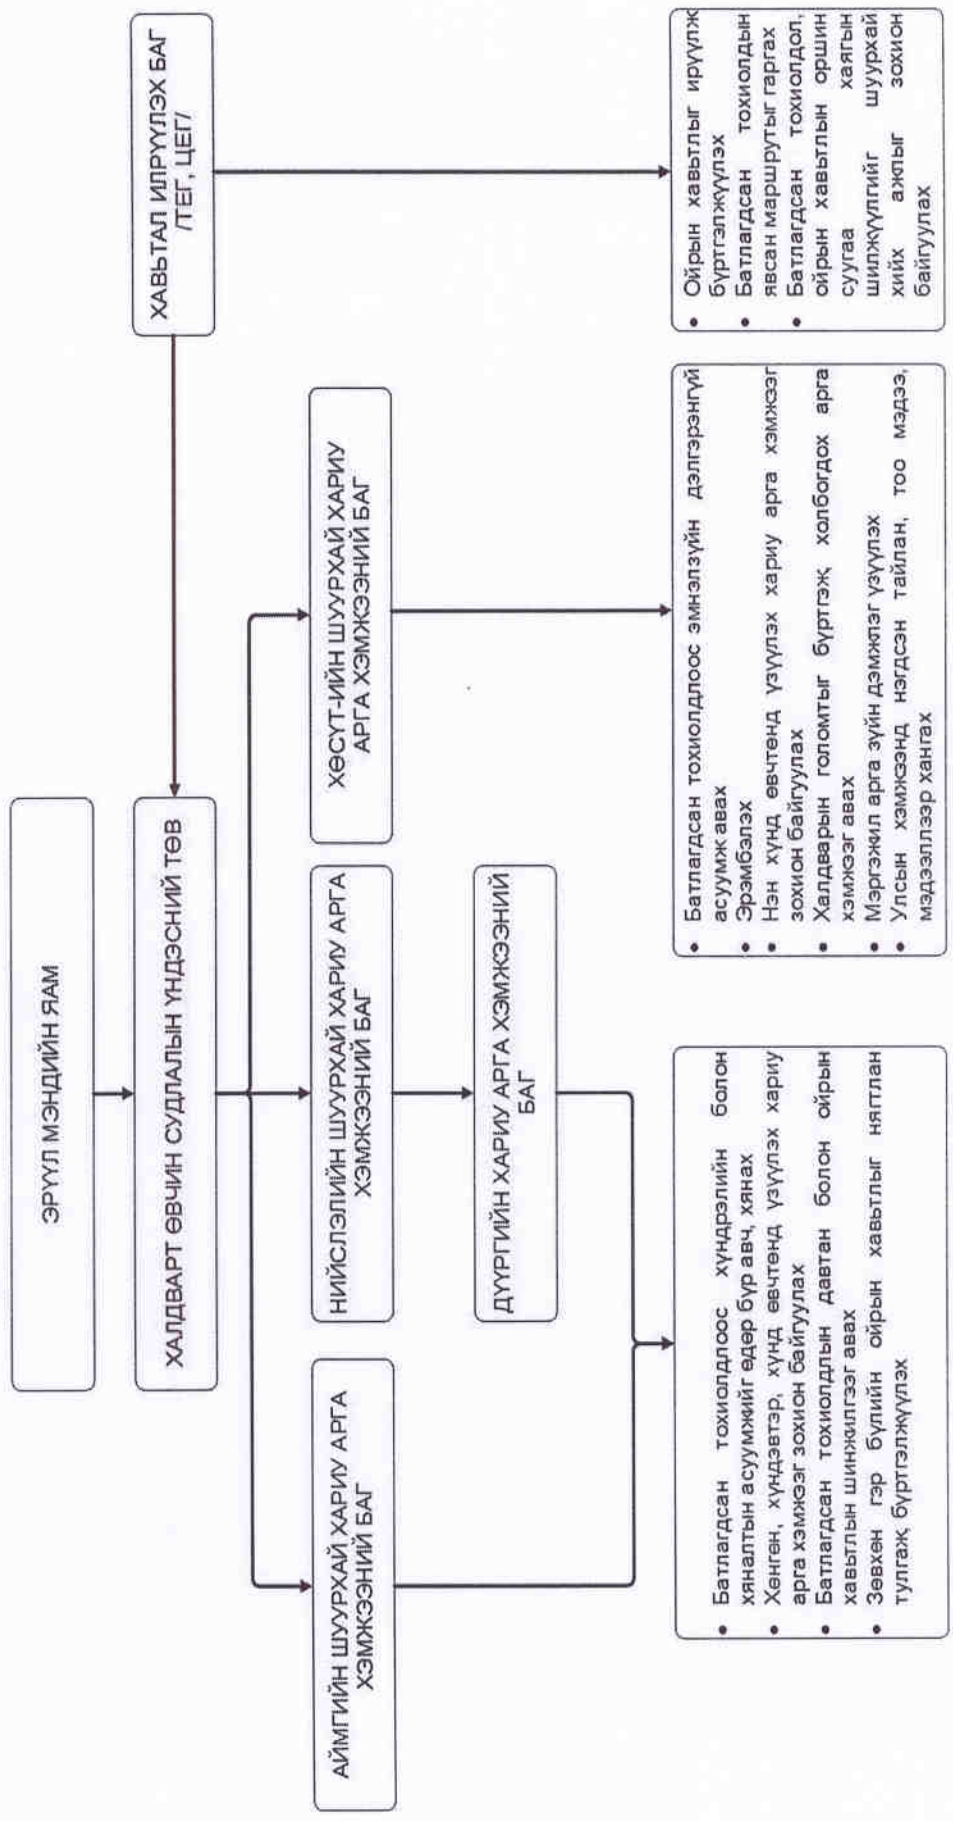 ЭРҮҮЛ МЭНДИЙН ЯАМ
ХАЛДВАРТ ӨВЧИН СУДЛАЛЫН ҮНДЭСНИЙ ТӨВ
ХАВЬТАЛ ИЛРҮҮЛЭХ БАГ
/ТЕГ, ЦЕГ/
АЙМГИЙН ШУУРХАЙ ХАРИУ АРГА
ХЭМЖЭЭНИЙ БАГ
НИЙСЛЭЛИЙН ШУУРХАЙ ХАРИУ АРГА
ХЭМЖЭЭНИЙ БАГ
ХӨСҮТ-ИЙН ШУУРХАЙ ХАРИУ
АРГА ХЭМЖЭЭНИЙ БАГ
ДҮҮРГИЙН ХАРИУ АРГА ХЭМЖЭЭНИЙ
БАГ
• Батлагдсан тохиолдлоос хүндрэлийн болон
хяналтын асуумжийг өдөр бүр авч, хянах
• Хөнгөн, хүндэвтэр, хүнд өвчтөнд үзүүлэх хариу
арга хэмжээг зохион байгуулах
• Батлагдсан тохиолдлын давтан болон ойрын
хавьтлын шинжилгээг авах
• Зөвхөн гэр бүлийн ойрын хавьтлыг нягтлан
тулгаж, бүртгэлжүүлэх
• Батлагдсан тохиолдлоос эмнэлзүйн дэлгэрэнгүй
асуумж авах
• Эрэмбэлэх
• Нэн хүнд өвчтөнд үзүүлэх хариу арга хэмжээг
зохион байгуулах
• Халдварын голомтыг бүртгэж, холбогдох арга
хэмжээг авах
• Мэргэжил арга зүйн дэмжлэг үзүүлэх
• Улсын хэмжээнд нэгдсэн тайлан, тоо мэдээ,
мэдээллээр хангах
• Ойрын хавьтлыг ирүүлж
бүртгэлжүүлэх
• Батлагдсан тохиолдын
явсан маршрутыг гаргах
• Батлагдсан тохиолдол,
ойрын хавьтлын оршин
суугаа хаягын
шилжүүлгийг шуурхай
хийх ажлыг зохион
байгуулах